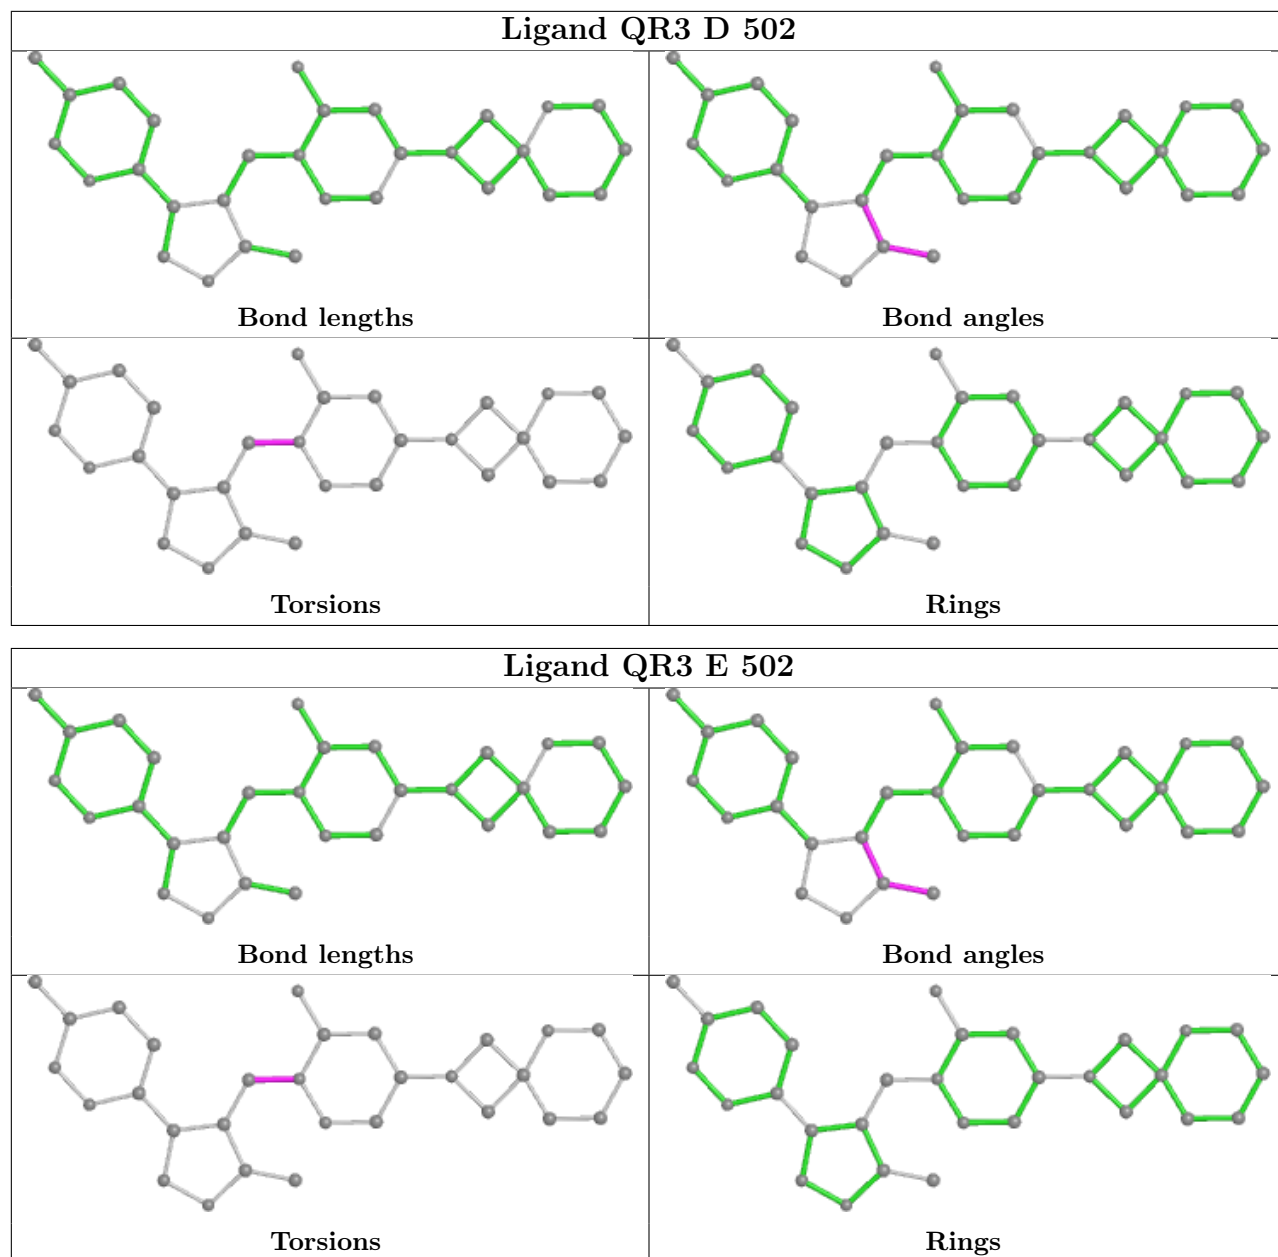 Ligand QR3 D 502
Bond lengths
Bond angles
Torsions
Rings
Ligand QR3 E 502
Bond lengths
Bond angles
Torsions
Rings